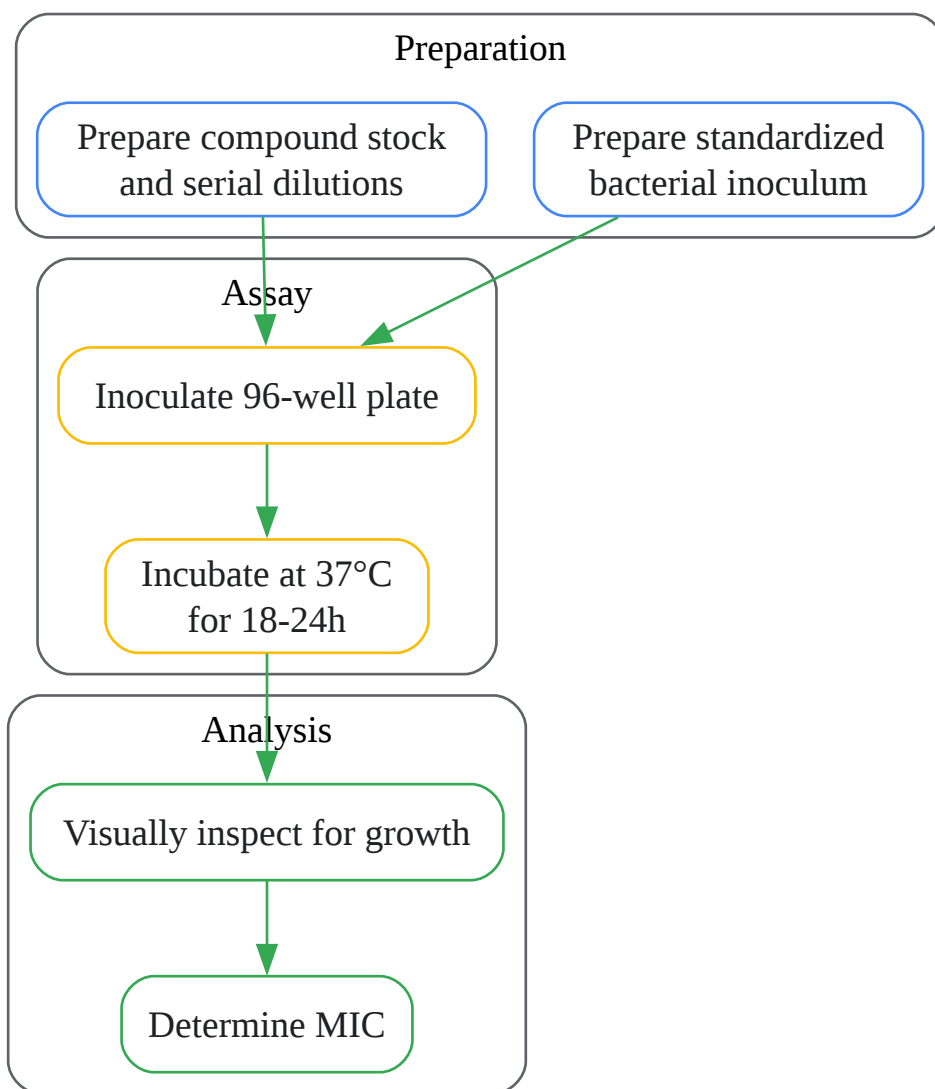 Preparation
Prepare compound stock
and serial dilutions
Prepare standardized
bacterial inoculum
Assay
Inoculate 96-well plate
Incubate at 37°C
for 18-24h
Analysis
Visually inspect for growth
Determine MIC